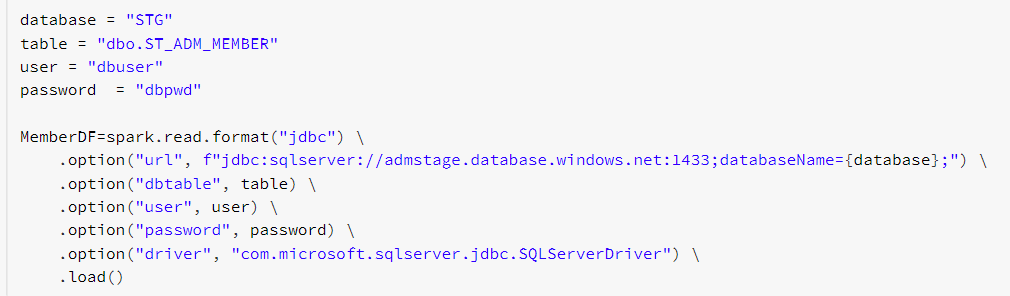 database = "STG"
table = "dbo.ST_ADM_MEMBER"
user = "dbuser"
password  = "dbpwd"

MemberDF=spark.read.format("jdbc") \
    .option("url", f"jdbc:sqlserver://admstage.database.windows.net:1433;databaseName={database};") \
    .option("dbtable", table) \
    .option("user", user) \
    .option("password", password) \
    .option("driver", "com.microsoft.sqlserver.jdbc.SQLServerDriver") \
    .load()